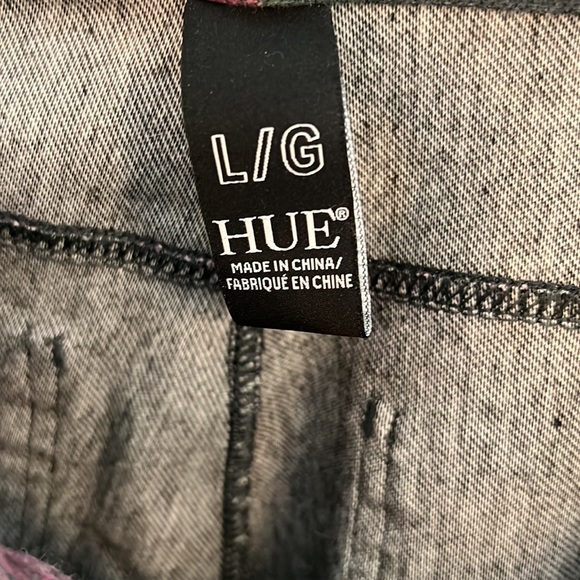 L/G
HUE®
MADE IN CHINA/
FABRIQUÉ EN CHINE